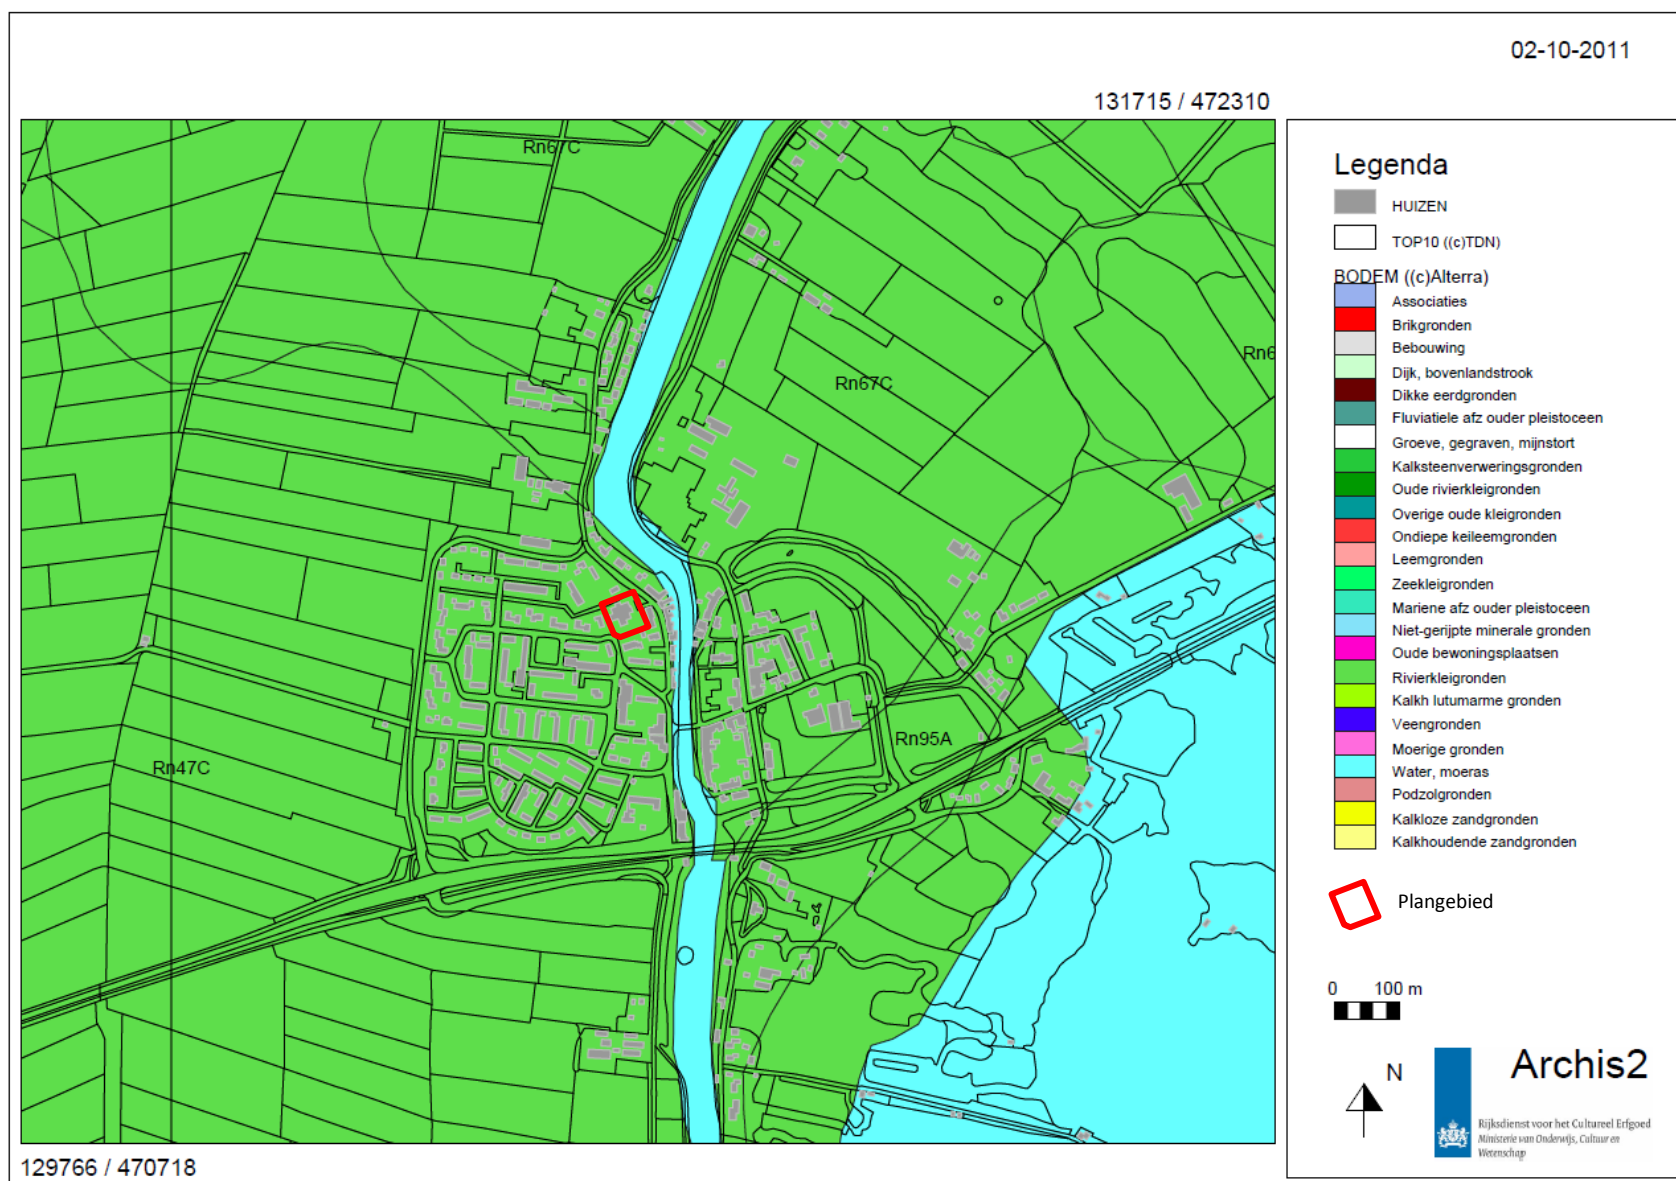 02-10-2011
131715 / 472310
Rn67C
Rn6
Rn67C
Rn95A
Rn47C
129766 / 470718
Legenda
HUIZEN
TOP10 ((c)TDN)
BODEM ((c)Alterra)
Associaties
Brikgronden
Bebouwing
Dijk, bovenlandstrook
Dikke eerdgronden
Fluviatiele afz ouder pleistoceen
Groeve, gegraven, mijnstort
Kalksteenverweringsgronden
Oude rivierkleigronden
Overige oude kleigronden
Ondiepe keileemgronden
Leemgronden
Zeekleigronden
Mariene afz ouder pleistoceen
Niet-gerijpte minerale gronden
Oude bewoningsplaatsen
Rivierkleigronden
Kalkh lutumarme gronden
Veengronden
Moerige gronden
Water, moeras
Podzolgronden
Kalkloze zandgronden
Kalkhoudende zandgronden
Plangebied
0 100 m
N
Archis2
Rijksdienst voor het Cultureel Erfgoed
Ministerie van Onderwijs, Cultuur en
Wetenschap